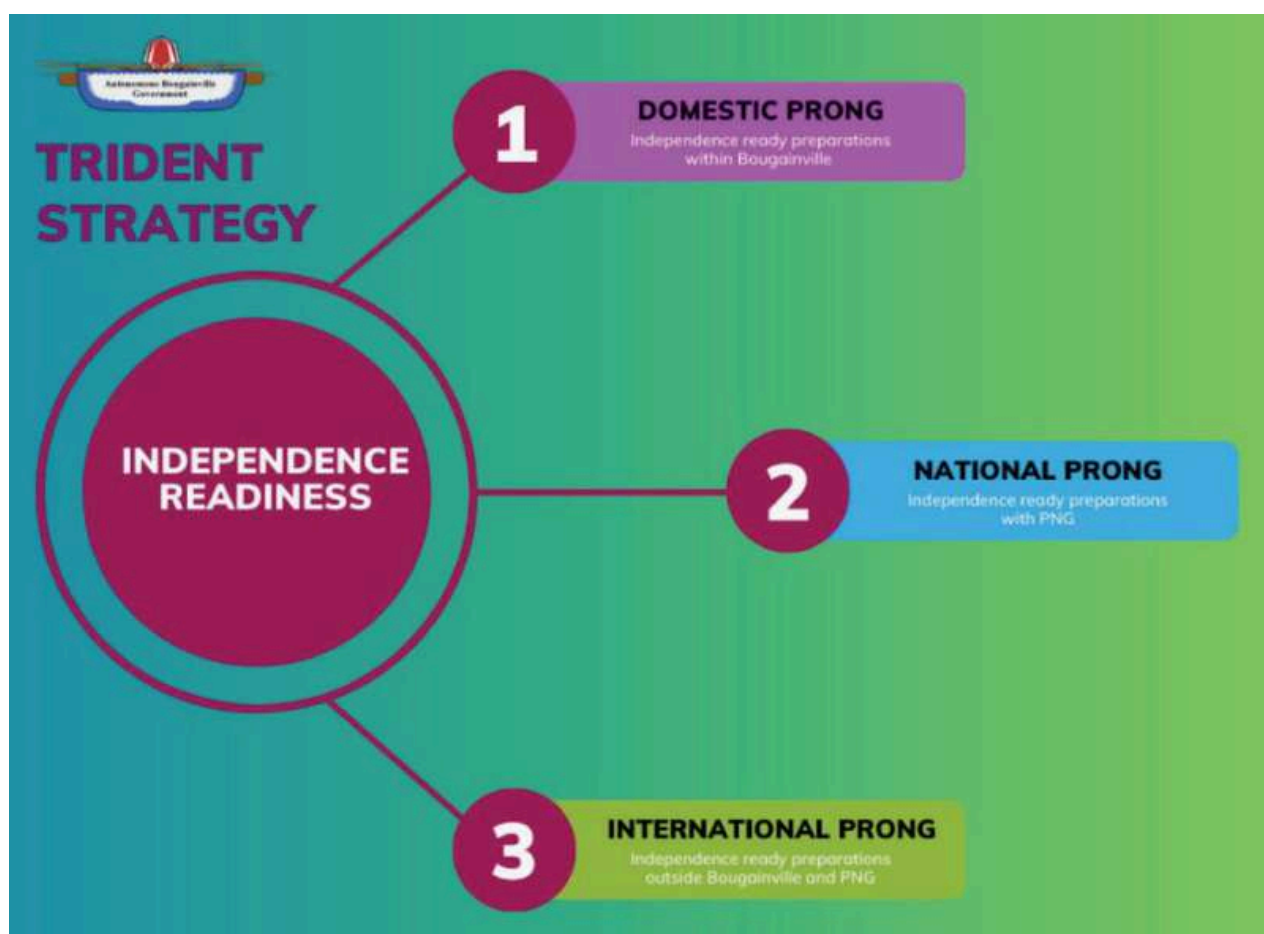 Autonomous Bougainville
Government
TRIDENT
STRATEGY
1
DOMESTIC PRONG
Independence ready preparations
within Bougainville
INDEPENDENCE
READINESS
2
NATIONAL PRONG
Independence ready preparations
with PNG
3
INTERNATIONAL PRONG
Independence ready preparations
outside Bougainville and PNG